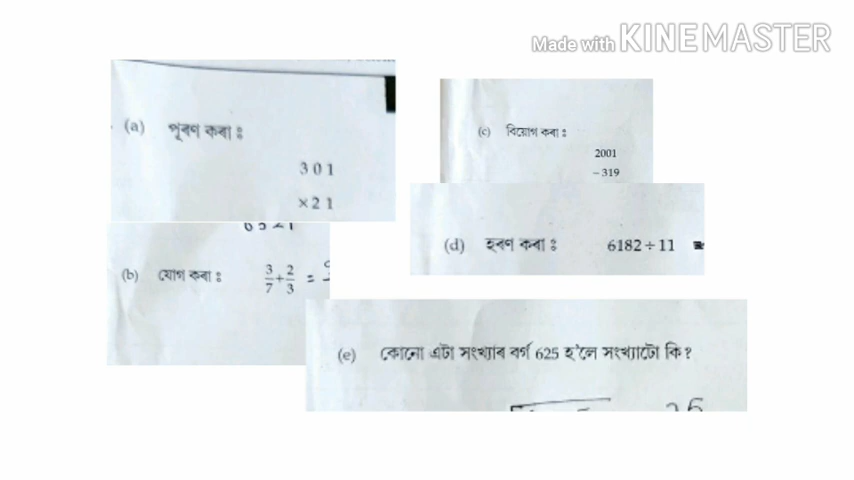 Made with KINEMASTER
(a) পূৰণ কৰা ঃ
301
×21
(b) যোগ কৰা ঃ 3/7 + 2/3 =
(c) বিয়োগ কৰা ঃ
2001
−319
(d) হৰণ কৰা ঃ 6182 ÷ 11
(e) কোনো এটা সংখ্যাৰ বৰ্গ 625 হ'লে সংখ্যাটো কি ?